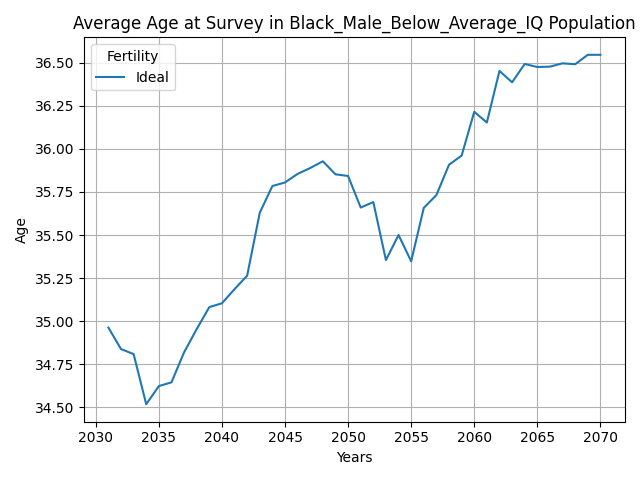 Average Age at Survey in Black_Male_Below_Average_IQ Population
Fertility
Ideal
36.50
36.25
36.00
35.75
35.50
35.25
35.00
34.75
34.50
Age
2030 2035 2040 2045 2050 2055 2060 2065 2070
Years